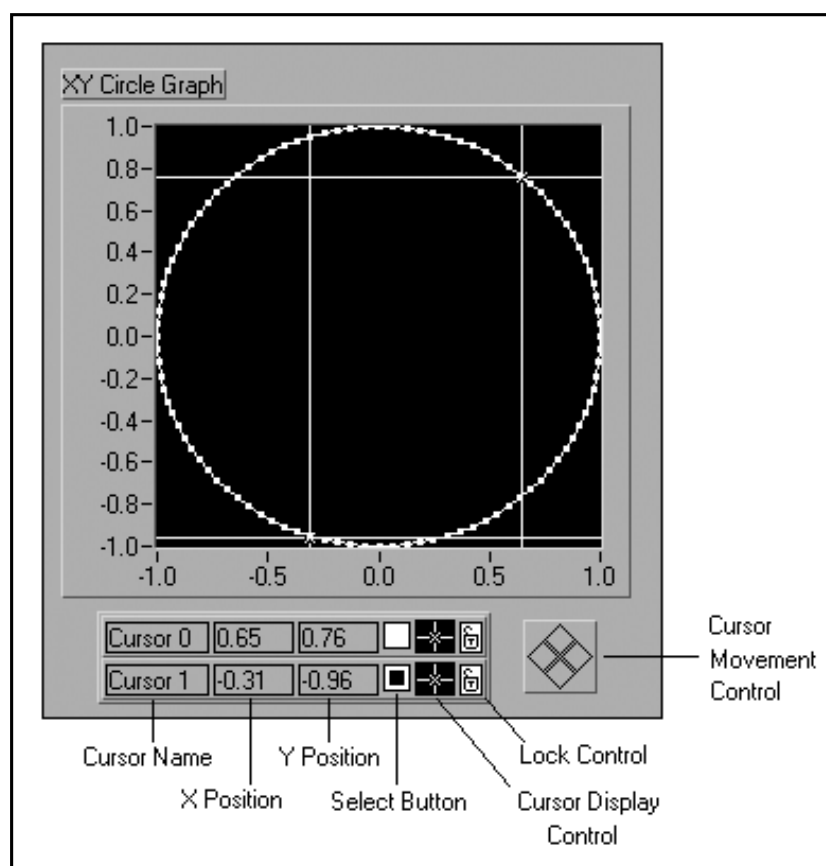 XY Circle Graph
1.0
0.8
0.6
0.4
0.2
0.0
-0.2
-0.4
-0.6
-0.8
-1.0
-1.0 -0.5 0.0 0.5 1.0
Cursor 0 0.65 0.76
Cursor 1 -0.31 -0.96
Cursor
Movement
Control
Cursor Name
X Position
Y Position
Select Button
Lock Control
Cursor Display
Control